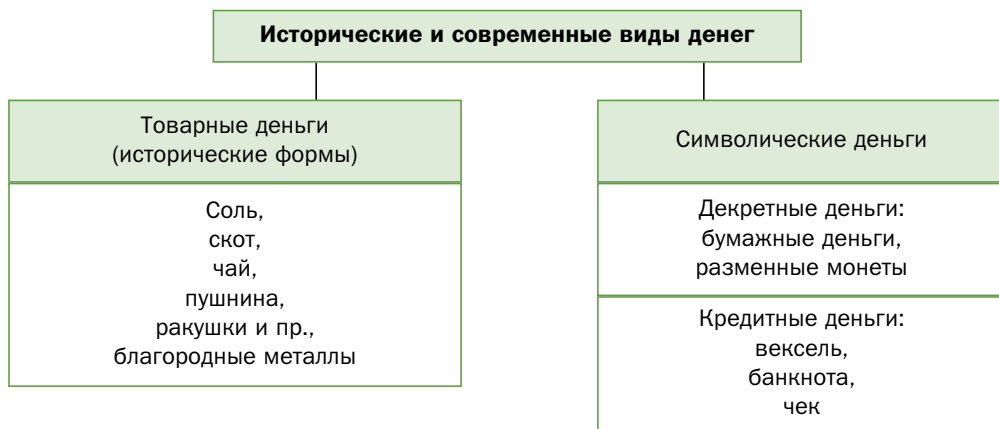 Исторические и современные виды денег
Товарные деньги
(исторические формы)
Соль,
скот,
чай,
пушнина,
ракушки и пр.,
благородные металлы
Символические деньги
Декретные деньги:
бумажные деньги,
разменные монеты
Кредитные деньги:
вексель,
банкнота,
чек